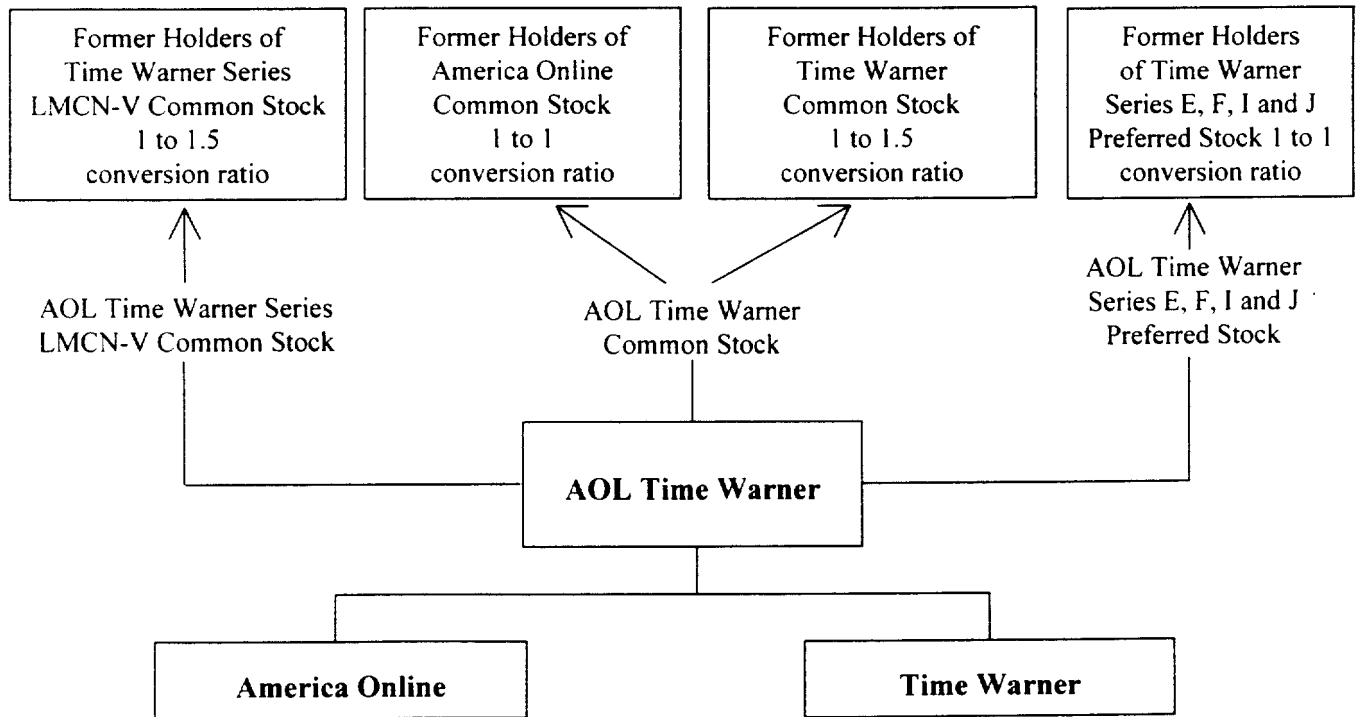 Former Holders of
Time Warner Series
LMCN-V Common Stock
1 to 1.5
conversion ratio
Former Holders of
America Online
Common Stock
1 to 1
conversion ratio
Former Holders of
Time Warner
Common Stock
1 to 1.5
conversion ratio
Former Holders
of Time Warner
Series E, F, I and J
Preferred Stock 1 to 1
conversion ratio
AOL Time Warner Series
LMCN-V Common Stock
AOL Time Warner
Common Stock
AOL Time Warner
Series E, F, I and J
Preferred Stock
AOL Time Warner
America Online
Time Warner